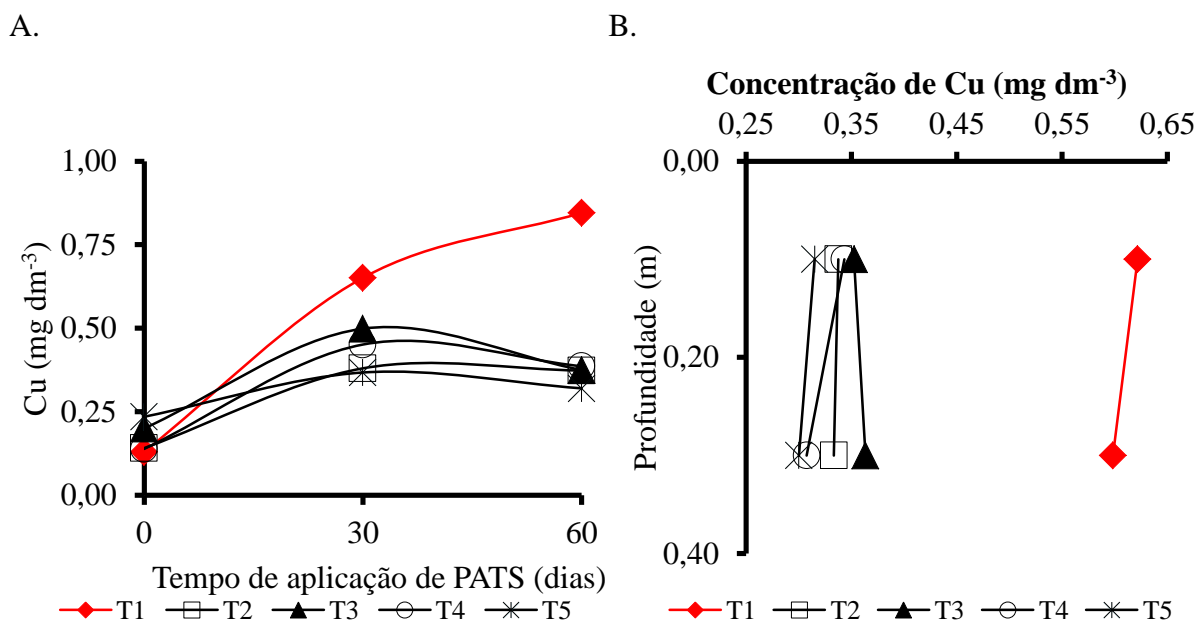 A.
1,00
0,75
0,50
0,25
0,00
Cu (mg dm⁻³)
0
30
60
Tempo de aplicação de PATS (dias)
T1 T2 T3 T4 T5
B.
Concentração de Cu (mg dm⁻³)
0,25 0,35 0,45 0,55 0,65
0,00
0,20
0,40
Profundidade (m)
T1 T2 T3 T4 T5